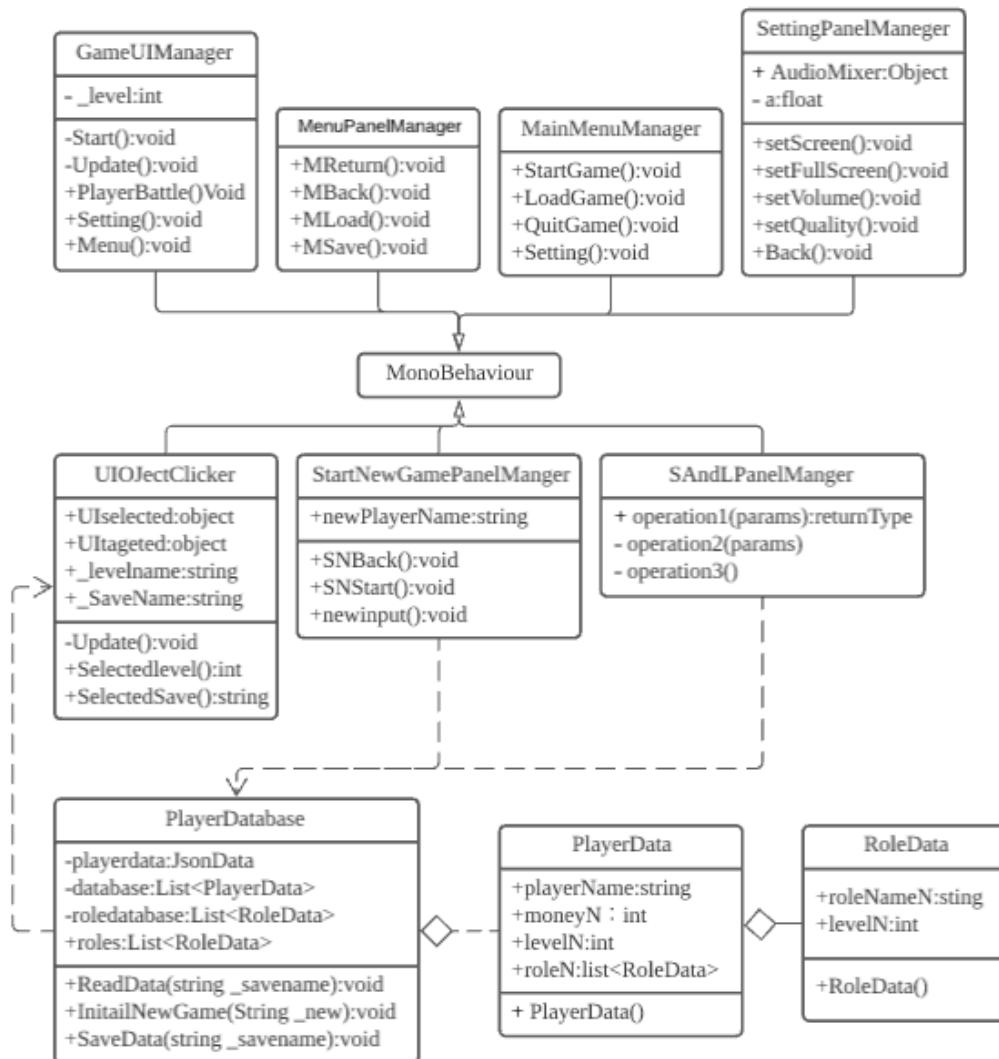 GameUIManager
- _level:int
-Start():void
-Update():void
+PlayerBattle()Void
+Setting():void
+Menu():void
MenuPanelManager
+MReturn():void
+MBack():void
+MLoad():void
+MSave():void
MainMenuManager
+StartGame():void
+LoadGame():void
+QuitGame():void
+Setting():void
SettingPanelManeger
+ AudioMixer:Object
- a:float
+setScreen():void
+setFullScreen():void
+setVolume():void
+setQuality():void
+Back():void
MonoBehaviour
UIOJectClicker
+UIselected:object
+UItageted:object
+_levelname:string
+_SaveName:string
-Update():void
+Selectedlevel():int
+SelectedSave():string
StartNewGamePanelManger
+newPlayerName:string
+SNBack():void
+SNStart():void
+newinput():void
SAndLPanelManger
+ operation1(params):returnType
- operation2(params)
- operation3()
PlayerDatabase
-playerdata:JsonData
-database:List<PlayerData>
-roledatabase:List<RoleData>
+roles:List<RoleData>
+ReadData(string _savename):void
+InitailNewGame(String _new):void
+SaveData(string _savename):void
PlayerData
+playerName:string
+moneyN：int
+levelN:int
+roleN:list<RoleData>
+ PlayerData()
RoleData
+roleNameN:sting
+levelN:int
+RoleData()